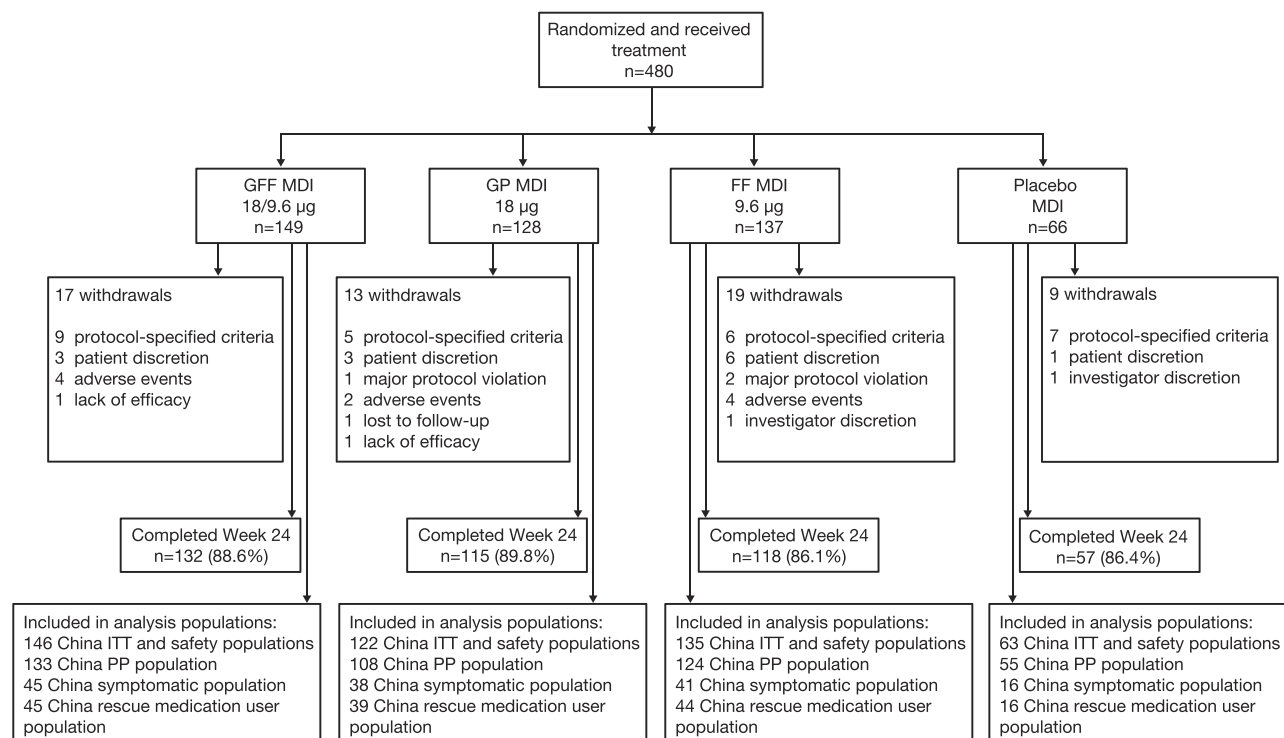 Randomized and received
treatment
n=480
GFF MDI
18/9.6 µg
n=149
GP MDI
18 µg
n=128
FF MDI
9.6 µg
n=137
Placebo
MDI
n=66
17 withdrawals
9 protocol-specified criteria
3 patient discretion
4 adverse events
1 lack of efficacy
13 withdrawals
5 protocol-specified criteria
3 patient discretion
1 major protocol violation
2 adverse events
1 lost to follow-up
1 lack of efficacy
19 withdrawals
6 protocol-specified criteria
6 patient discretion
2 major protocol violation
4 adverse events
1 investigator discretion
9 withdrawals
7 protocol-specified criteria
1 patient discretion
1 investigator discretion
Completed Week 24
n=132 (88.6%)
Completed Week 24
n=115 (89.8%)
Completed Week 24
n=118 (86.1%)
Completed Week 24
n=57 (86.4%)
Included in analysis populations:
146 China ITT and safety populations
133 China PP population
45 China symptomatic population
45 China rescue medication user
population
Included in analysis populations:
122 China ITT and safety populations
108 China PP population
38 China symptomatic population
39 China rescue medication user
population
Included in analysis populations:
135 China ITT and safety populations
124 China PP population
41 China symptomatic population
44 China rescue medication user
population
Included in analysis populations:
63 China ITT and safety populations
55 China PP population
16 China symptomatic population
16 China rescue medication user
population